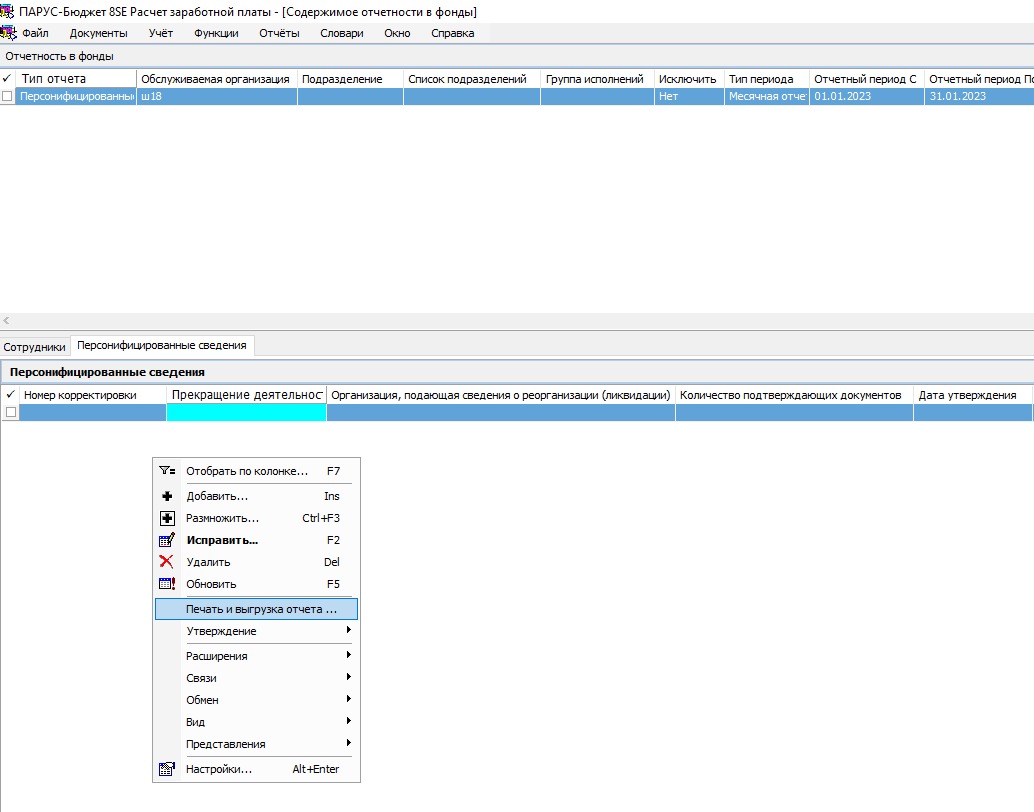 ПАРУС-Бюджет 8SE Расчет заработной платы - [Содержимое отчетности в фонды]
Файл Документы Учёт Функции Отчёты Словари Окно Справка
Отчетность в фонды
✓ Тип отчета Обслуживаемая организация Подразделение Список подразделений Группа исполнений Исключить Тип периода Отчетный период С Отчетный период По
Персонифицированны ш18 Нет Месячная отче 01.01.2023 31.01.2023
Сотрудники Персонифицированные сведения
Персонифицированные сведения
✓ Номер корректировки Прекращение деятельнос Организация, подающая сведения о реорганизации (ликвидации) Количество подтверждающих документов Дата утверждения
Отобрать по колонке... F7
Добавить... Ins
Размножить... Ctrl+F3
Исправить... F2
Удалить Del
Обновить F5
Печать и выгрузка отчета ...
Утверждение
Расширения
Связи
Обмен
Вид
Представления
Настройки... Alt+Enter